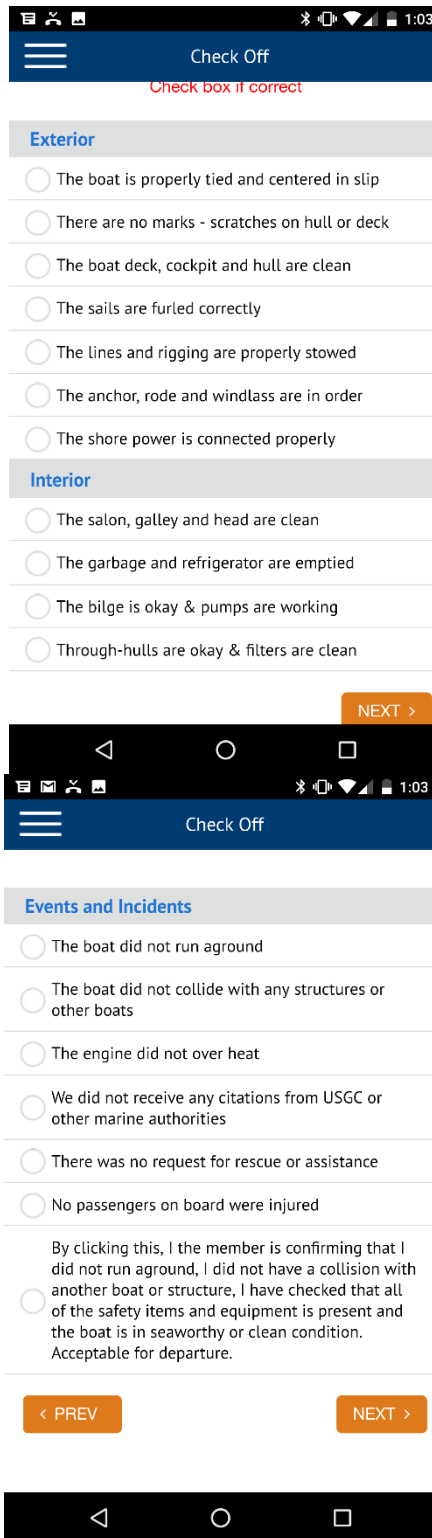 1:03
Check Off
Check box if correct
Exterior
The boat is properly tied and centered in slip
There are no marks - scratches on hull or deck
The boat deck, cockpit and hull are clean
The sails are furled correctly
The lines and rigging are properly stowed
The anchor, rode and windlass are in order
The shore power is connected properly
Interior
The salon, galley and head are clean
The garbage and refrigerator are emptied
The bilge is okay & pumps are working
Through-hulls are okay & filters are clean
NEXT >
1:03
Check Off
Events and Incidents
The boat did not run aground
The boat did not collide with any structures or
other boats
The engine did not over heat
We did not receive any citations from USGC or
other marine authorities
There was no request for rescue or assistance
No passengers on board were injured
By clicking this, I the member is confirming that I
did not run aground, I did not have a collision with
another boat or structure, I have checked that all
of the safety items and equipment is present and
the boat is in seaworthy or clean condition.
Acceptable for departure.
< PREV
NEXT >